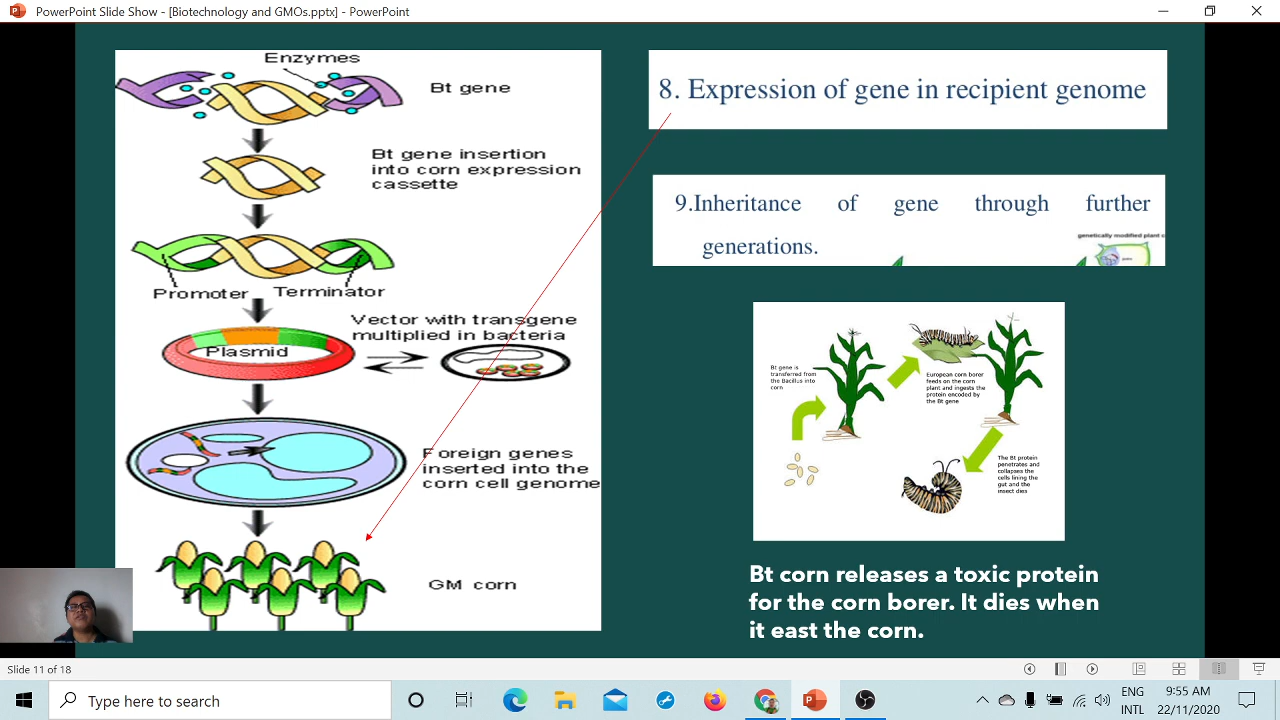 PowerPoint Slide Show - [Biotechnology and GMOs.pptx] - PowerPoint
Enzymes
Bt gene
Bt gene insertion
into corn expression
cassette
Promoter
Terminator
Vector with transgene
multiplied in bacteria
Plasmid
Foreign genes
inserted into the
corn cell genome
GM corn
8. Expression of gene in recipient genome
9.Inheritance of gene through further
generations.
genetically modified plant c
Bt gene is
transferred from
the Bacillus into
corn
European corn borer
feeds on the corn
plant and ingests the
protein encoded by
the Bt gene
The Bt protein
penetrates and
collapses the
cells lining the
gut and the
insect dies
Bt corn releases a toxic protein
for the corn borer. It dies when
it east the corn.
Slide 11 of 18
Type here to search
ENG
INTL
9:55 AM
22/11/2020